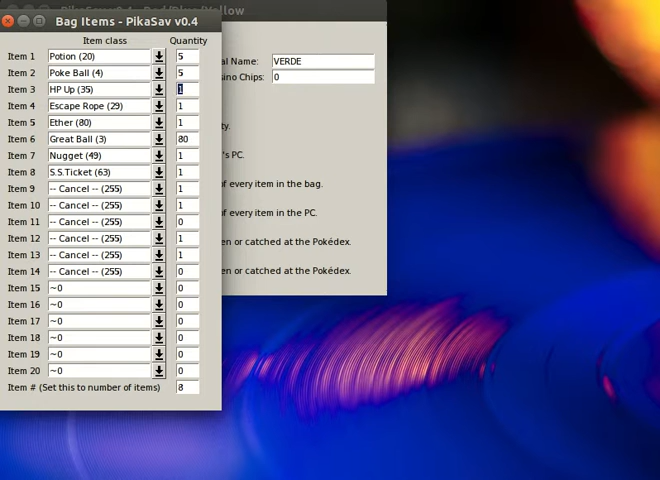 Bag Items - PikaSav v0.4
Item class Quantity
Item 1 Potion (20) 5
Item 2 Poke Ball (4) 5
Item 3 HP Up (35) 1
Item 4 Escape Rope (29) 1
Item 5 Ether (80) 1
Item 6 Great Ball (3) 80
Item 7 Nugget (49) 1
Item 8 S.S.Ticket (63) 1
Item 9 -- Cancel -- (255) 1
Item 10 -- Cancel -- (255) 1
Item 11 -- Cancel -- (255) 0
Item 12 -- Cancel -- (255) 1
Item 13 -- Cancel -- (255) 1
Item 14 -- Cancel -- (255) 0
Item 15 ~0 0
Item 16 ~0 0
Item 17 ~0 0
Item 18 ~0 0
Item 19 ~0 0
Item 20 ~0 0
Item # (Set this to number of items) 8
al Name: VERDE
sino Chips: 0
ty.
's PC.
of every item in the bag.
of every item in the PC.
en or catched at the Pokédex.
en or catched at the Pokédex.